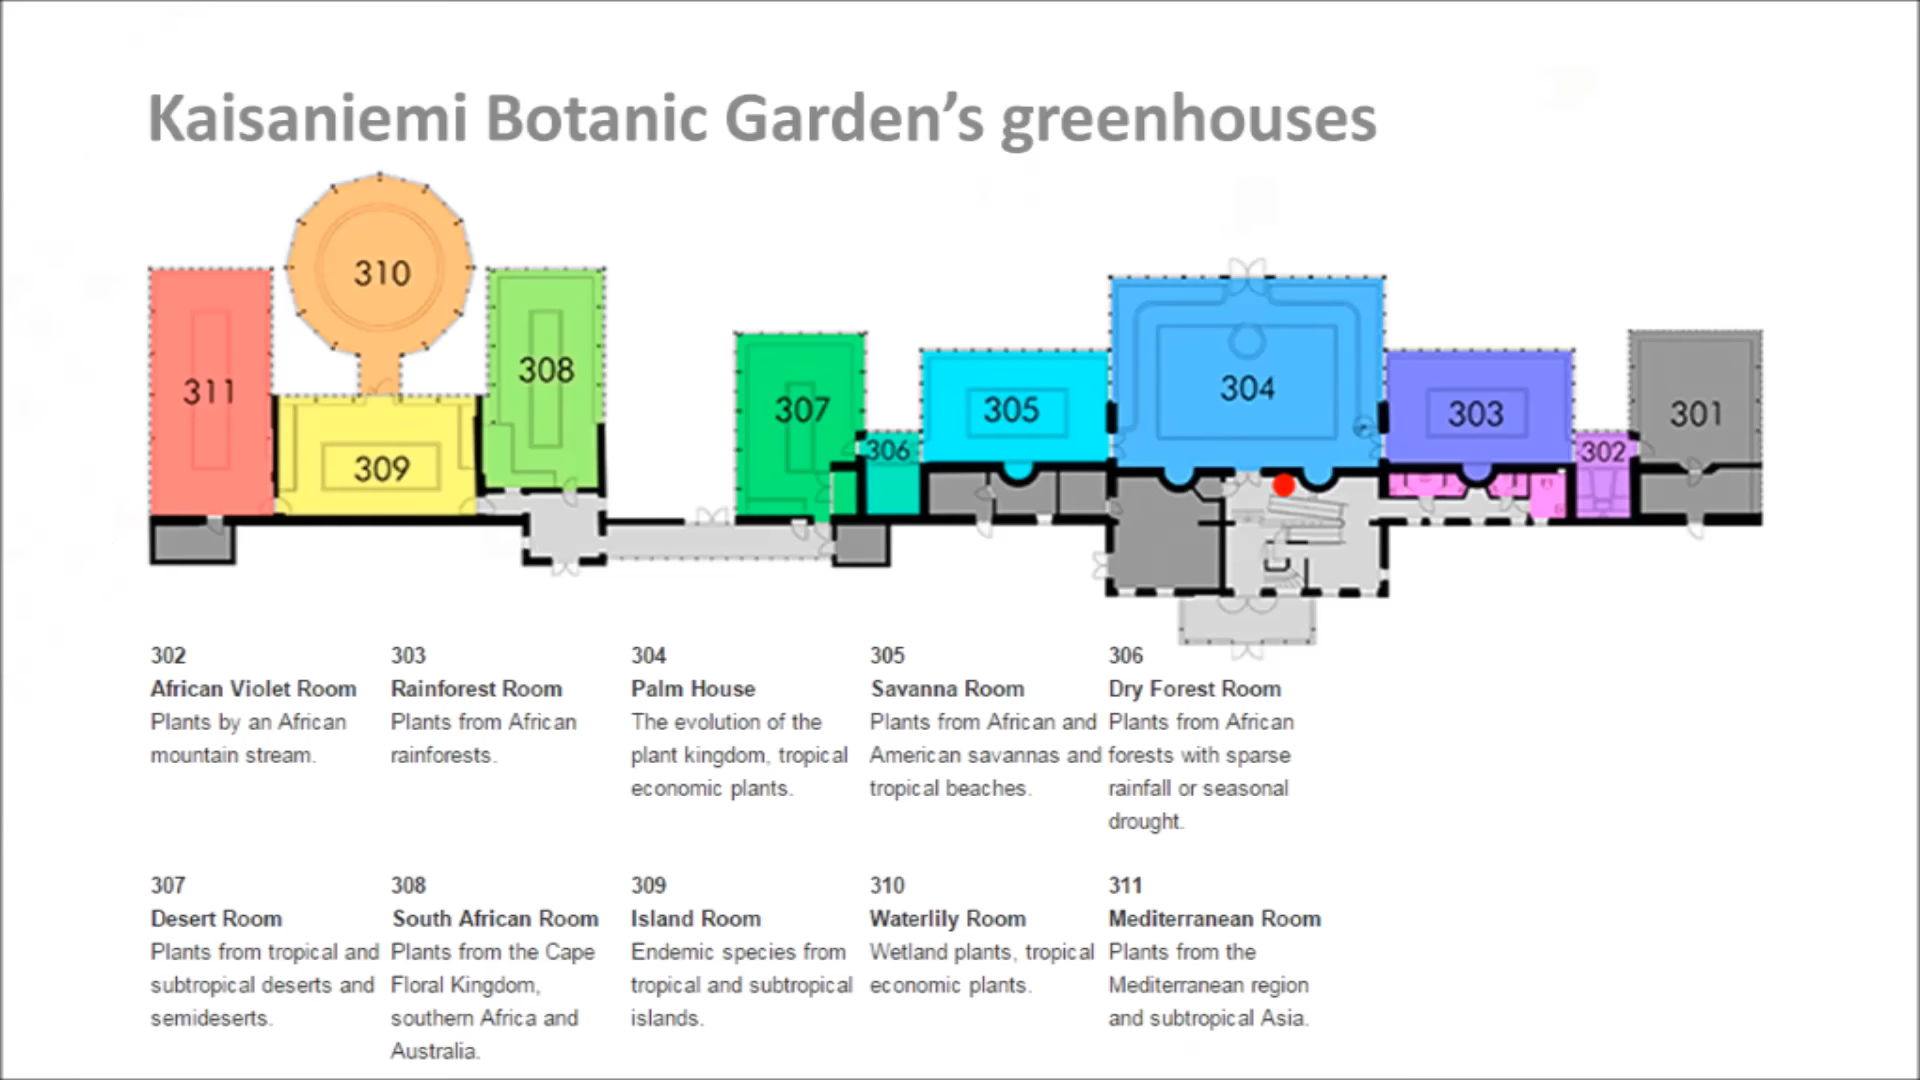 Kaisaniemi Botanic Garden’s greenhouses
310
311
308
309
307
306
305
304
303
302
301
302
African Violet Room
Plants by an African
mountain stream.
303
Rainforest Room
Plants from African
rainforests.
304
Palm House
The evolution of the
plant kingdom, tropical
economic plants.
305
Savanna Room
Plants from African and
American savannas and
tropical beaches.
306
Dry Forest Room
Plants from African
forests with sparse
rainfall or seasonal
drought.
307
Desert Room
Plants from tropical and
subtropical deserts and
semideserts.
308
South African Room
Plants from the Cape
Floral Kingdom,
southern Africa and
Australia.
309
Island Room
Endemic species from
tropical and subtropical
islands.
310
Waterlily Room
Wetland plants, tropical
economic plants.
311
Mediterranean Room
Plants from the
Mediterranean region
and subtropical Asia.